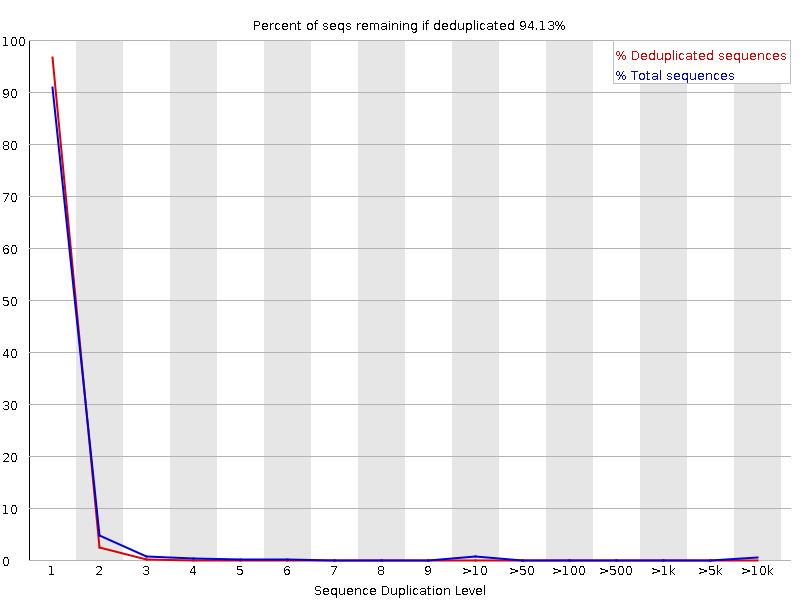 Percent of seqs remaining if deduplicated 94.13%
% Deduplicated sequences
% Total sequences
100
90
80
70
60
50
40
30
20
10
0
1 2 3 4 5 6 7 8 9 >10 >50 >100 >500 >1k >5k >10k
Sequence Duplication Level